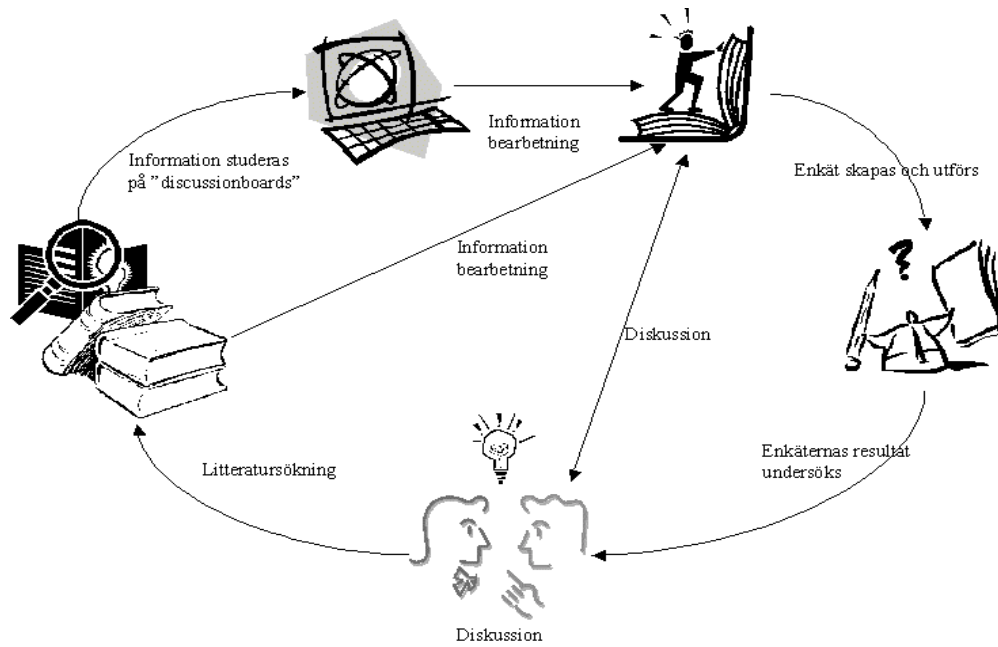 Information
bearbetning
Information studeras
på ”discussionboards”
Enkät skapas och utförs
Information
bearbetning
?
Diskussion
Enkäternas resultat
undersöks
Litteratursökning
Diskussion